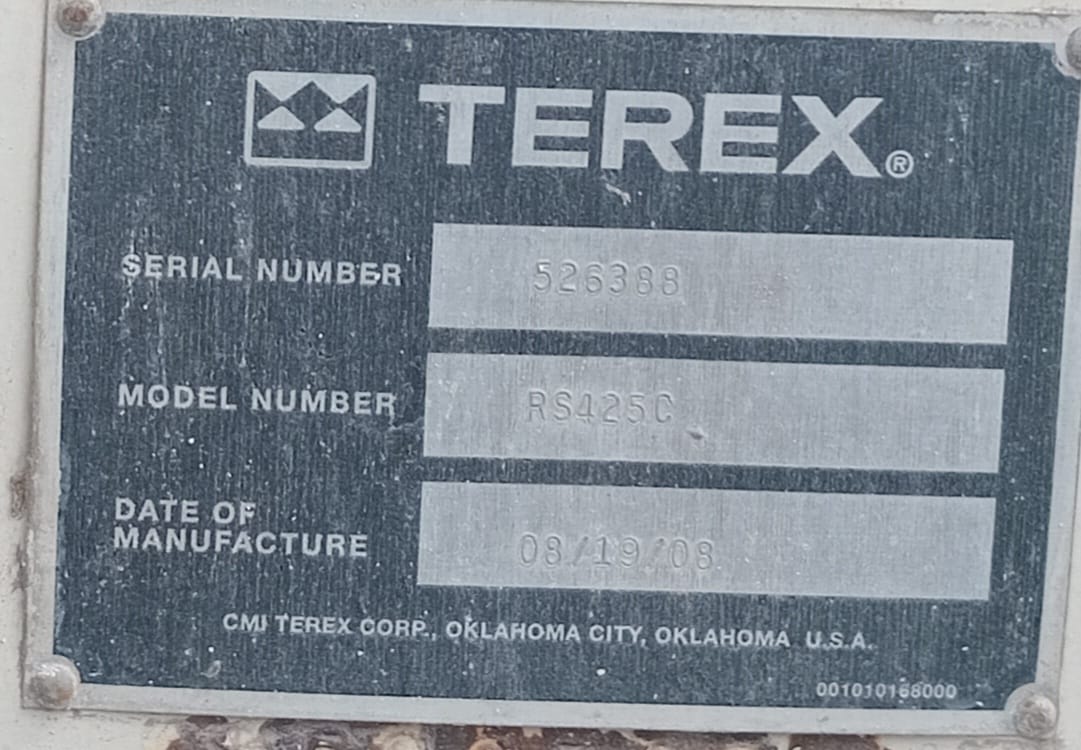 TEREX®
SERIAL NUMBER 526388
MODEL NUMBER RS425C
DATE OF
MANUFACTURE 08/19/08
CMI TEREX CORP., OKLAHOMA CITY, OKLAHOMA U.S.A.
001010168000